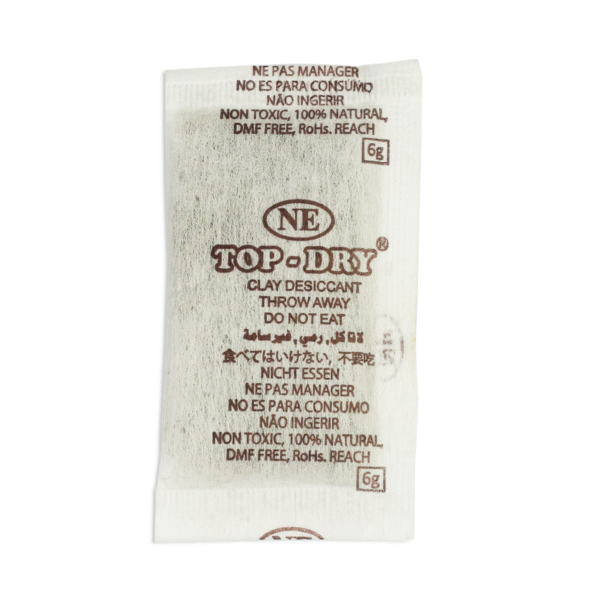 NE PAS MANAGER
NO ES PARA CONSUMO
NÃO INGERIR
NON TOXIC, 100% NATURAL,
DMF FREE, RoHs. REACH
6g
NE
TOP-DRY®
CLAY DESICCANT
THROW AWAY
DO NOT EAT
食べてはいけない, 不要吃
NICHT ESSEN
NE PAS MANAGER
NO ES PARA CONSUMO
NÃO INGERIR
NON TOXIC, 100% NATURAL,
DMF FREE, RoHs. REACH
6g
NE